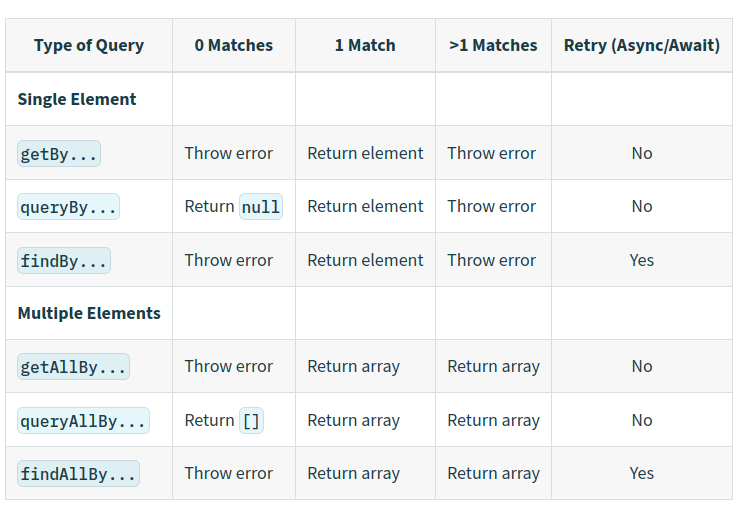 Type of Query 0 Matches 1 Match >1 Matches Retry (Async/Await)
Single Element
getBy... Throw error Return element Throw error No
queryBy... Return null Return element Throw error No
findBy... Throw error Return element Throw error Yes
Multiple Elements
getAllBy... Throw error Return array Return array No
queryAllBy... Return [] Return array Return array No
findAllBy... Throw error Return array Return array Yes